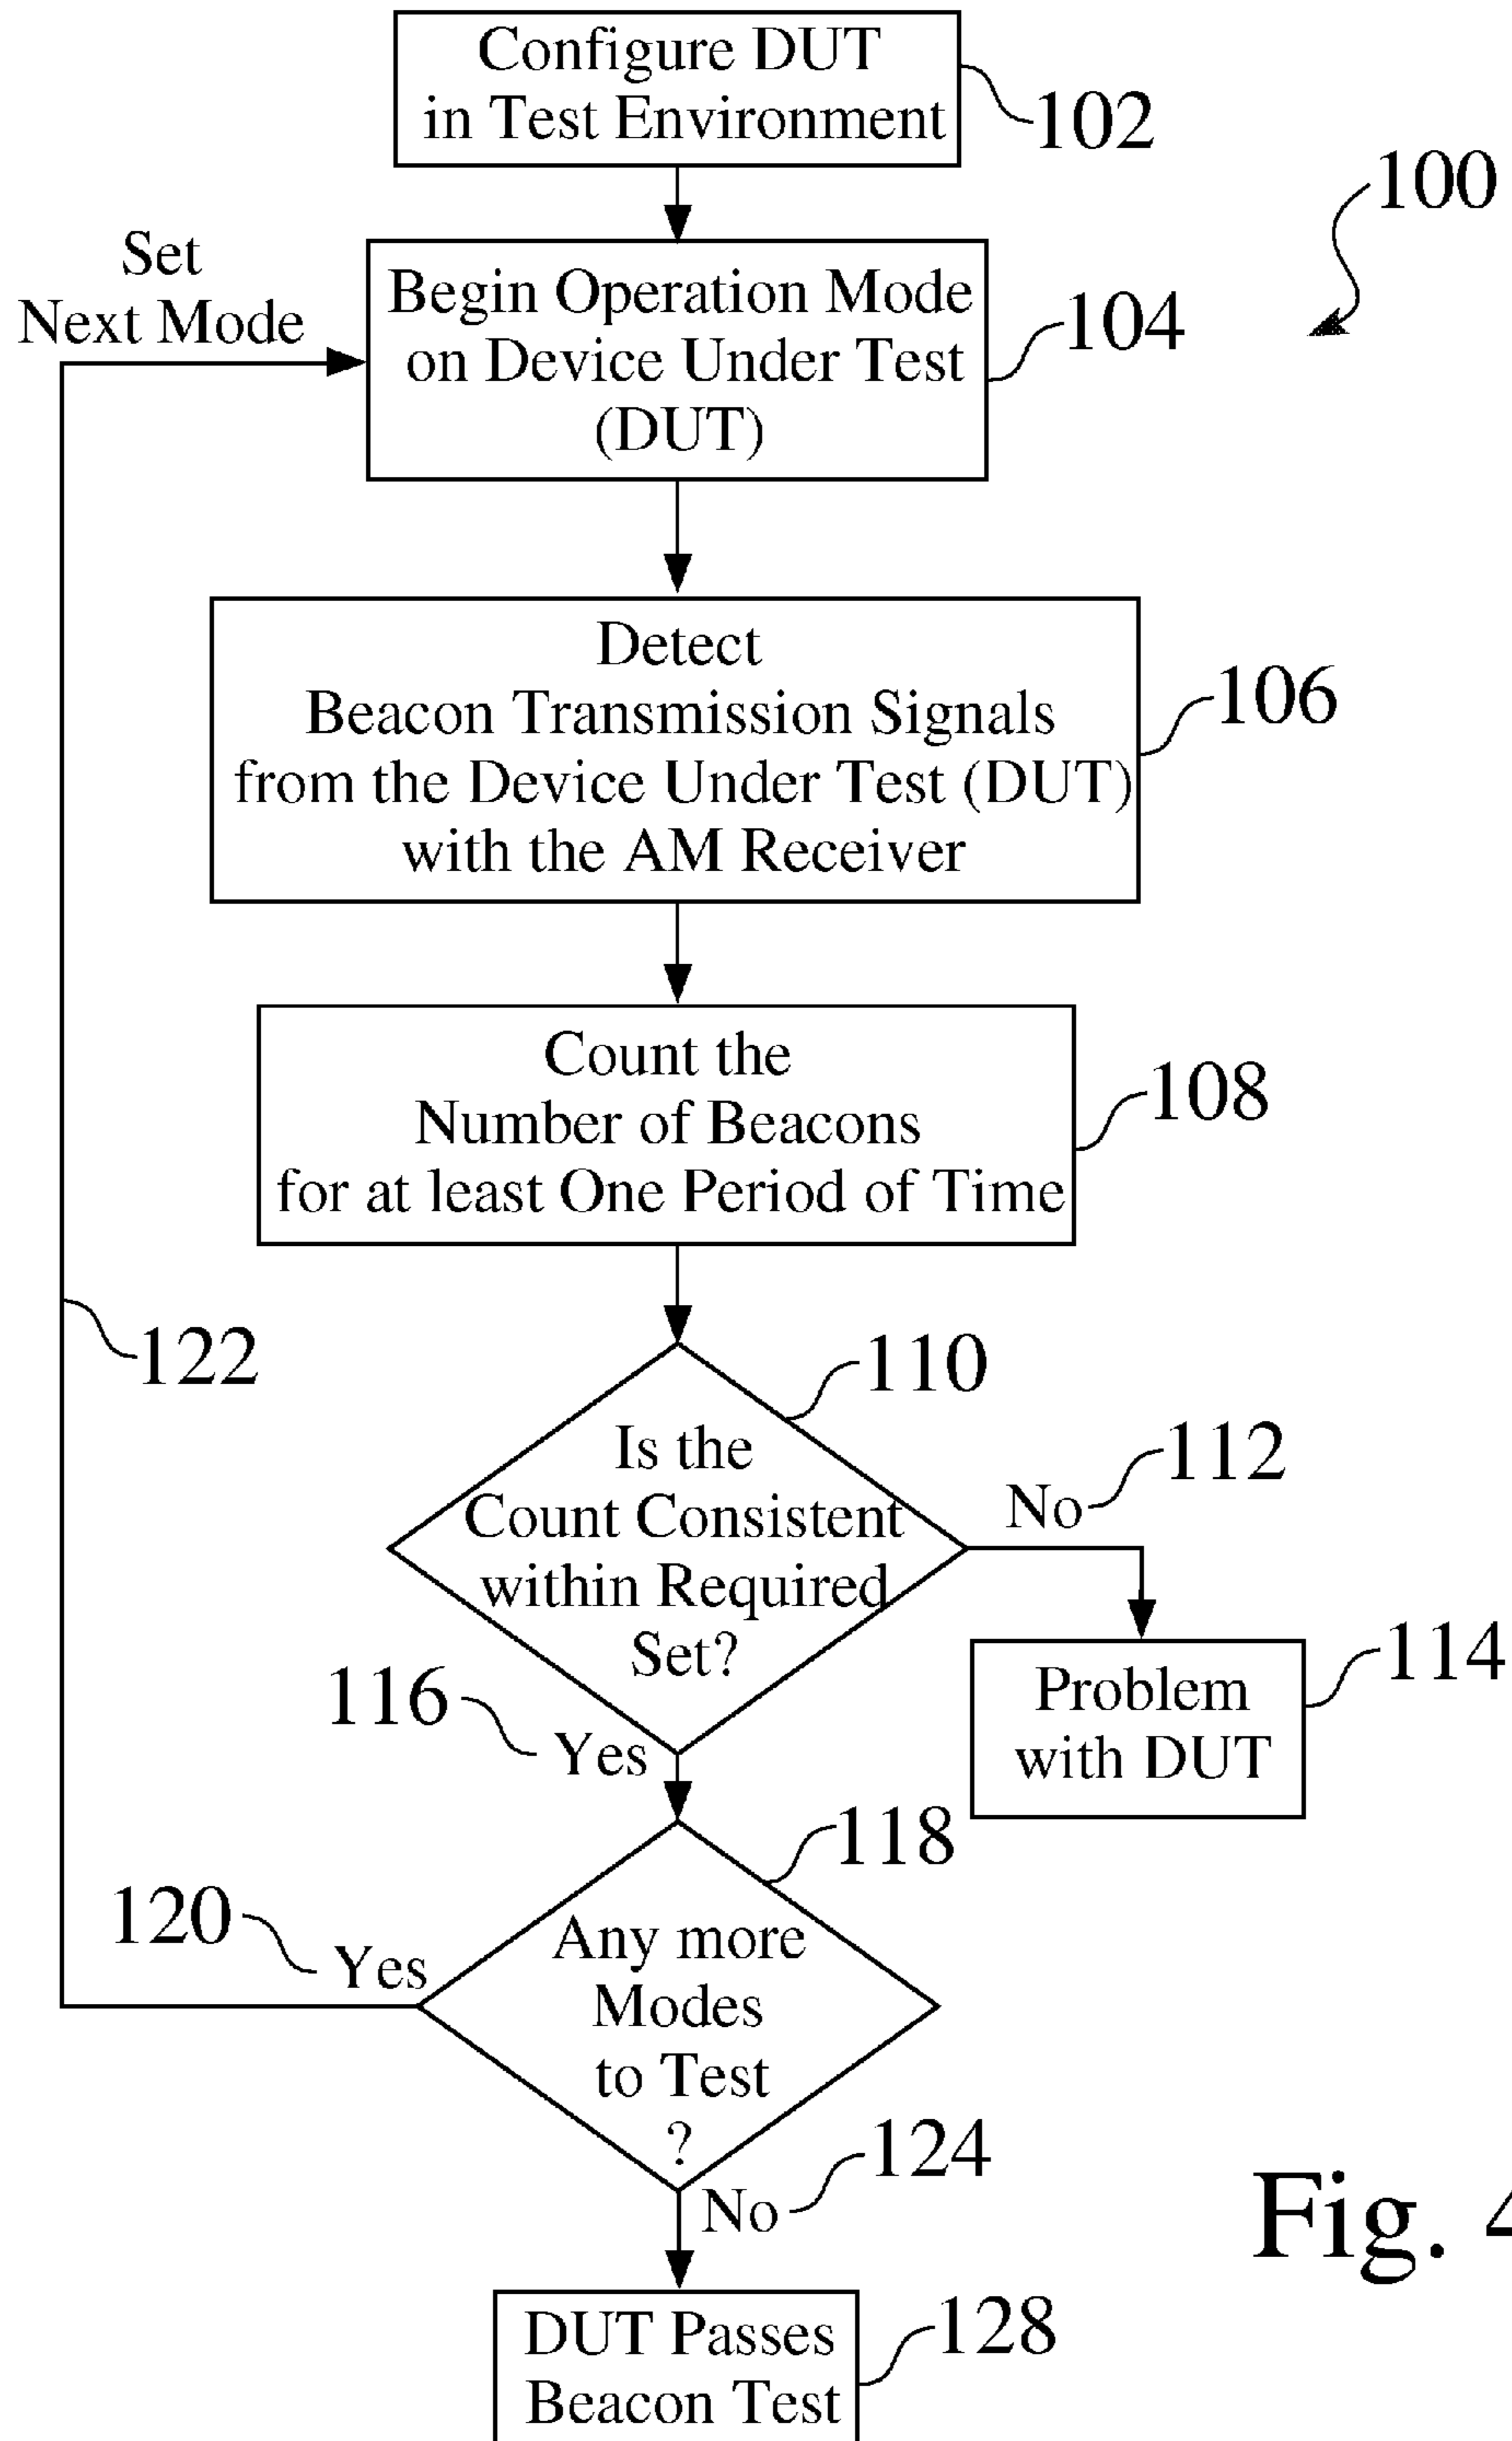 Configure DUT
in Test Environment
102
100
Set
Next Mode
Begin Operation Mode
on Device Under Test
(DUT)
104
Detect
Beacon Transmission Signals
from the Device Under Test (DUT)
with the AM Receiver
106
Count the
Number of Beacons
for at least One Period of Time
108
122
110
Is the
Count Consistent
within Required
Set?
No
112
Problem
with DUT
114
116
Yes
118
120
Yes
Any more
Modes
to Test
?
124
No
Fig. 4
DUT Passes
Beacon Test
128